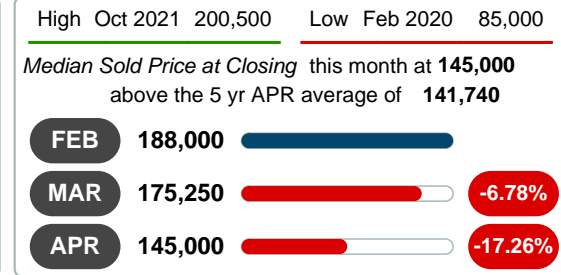 High Oct 2021 200,500 Low Feb 2020 85,000
Median Sold Price at Closing this month at 145,000
above the 5 yr APR average of 141,740
FEB 188,000
MAR 175,250 -6.78%
APR 145,000 -17.26%